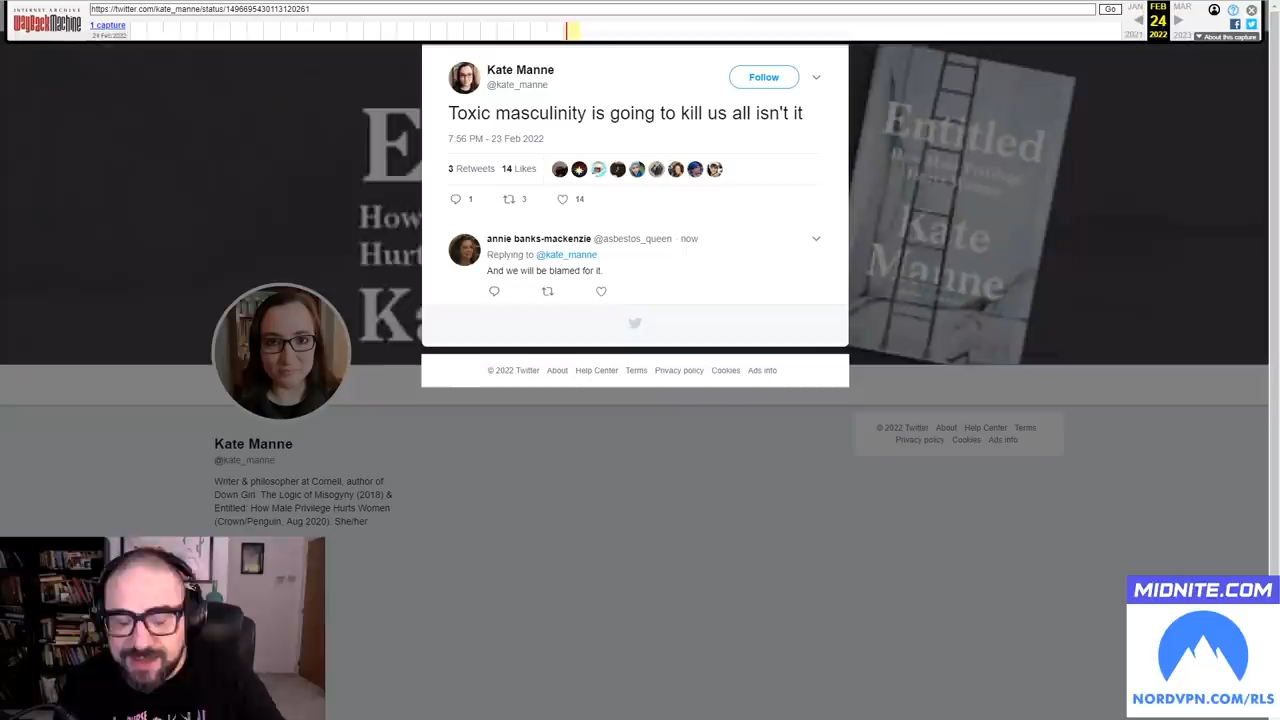 INTERNET ARCHIVE
WayBackMachine
https://twitter.com/kate_manne/status/1496695430113120261
Go
JAN
FEB
MAR
1 capture
24 Feb 2022
24
2021
2022
2023
About this capture
Kate Manne
@kate_manne
Follow
Toxic masculinity is going to kill us all isn't it
7:56 PM - 23 Feb 2022
3 Retweets 14 Likes
1 3 14
annie banks-mackenzie @asbestos_queen · now
Replying to @kate_manne
And we will be blamed for it.
© 2022 Twitter About Help Center Terms Privacy policy Cookies Ads info
E
How
Hurt
Ka
Entitled
Kate
Manne
Kate Manne
@kate_manne
Writer & philosopher at Cornell, author of
Down Girl: The Logic of Misogyny (2018) &
Entitled: How Male Privilege Hurts Women
(Crown/Penguin, Aug 2020). She/her
© 2022 Twitter About Help Center Terms
Privacy policy Cookies Ads info
MIDNITE.COM
NORDVPN.COM/RLS